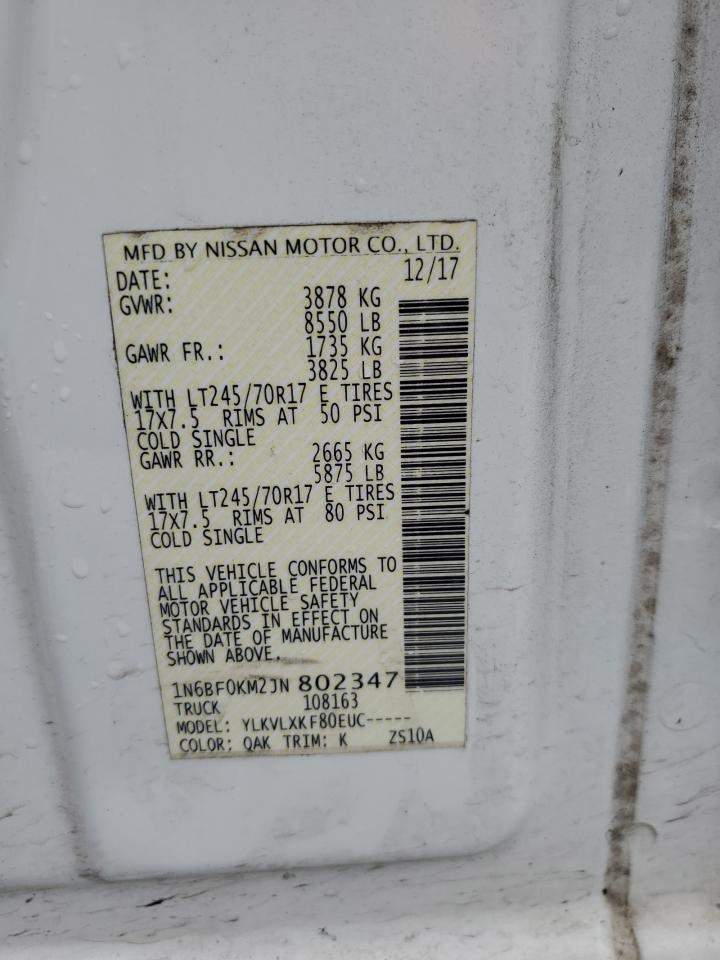 MFD BY NISSAN MOTOR CO., LTD.
DATE: 12/17
GVWR: 3878 KG
8550 LB
GAWR FR.: 1735 KG
3825 LB
WITH LT245/70R17 E TIRES
17X7.5 RIMS AT 50 PSI
COLD SINGLE
GAWR RR.: 2665 KG
5875 LB
WITH LT245/70R17 E TIRES
17X7.5 RIMS AT 80 PSI
COLD SINGLE
THIS VEHICLE CONFORMS TO
ALL APPLICABLE FEDERAL
MOTOR VEHICLE SAFETY
STANDARDS IN EFFECT ON
THE DATE OF MANUFACTURE
SHOWN ABOVE.
1N6BF0KM2JN 802347
TRUCK 108163
MODEL: YLKVLXKF80EUC-----
COLOR: QAK TRIM: K ZS10A